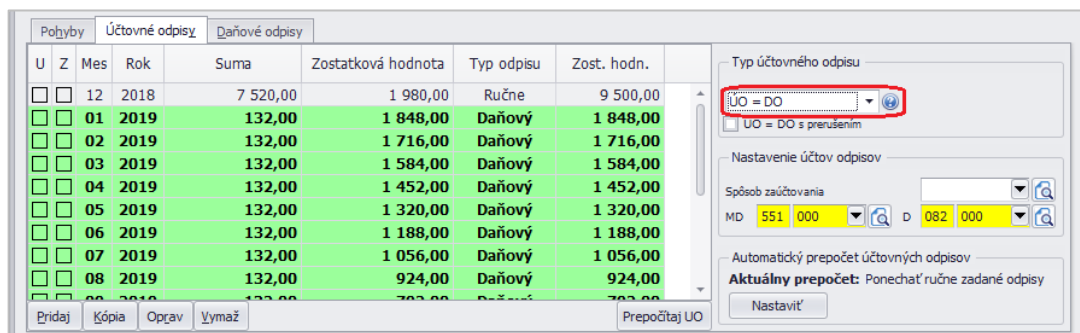 Pohyby Účtovné odpisy Daňové odpisy
U Z Mes Rok Suma Zostatková hodnota Typ odpisu Zost. hodn.
12 2018 7 520,00 1 980,00 Ručne 9 500,00
01 2019 132,00 1 848,00 Daňový 1 848,00
02 2019 132,00 1 716,00 Daňový 1 716,00
03 2019 132,00 1 584,00 Daňový 1 584,00
04 2019 132,00 1 452,00 Daňový 1 452,00
05 2019 132,00 1 320,00 Daňový 1 320,00
06 2019 132,00 1 188,00 Daňový 1 188,00
07 2019 132,00 1 056,00 Daňový 1 056,00
08 2019 132,00 924,00 Daňový 924,00
Pridaj Kópia Oprav Vymaž Prepočítaj UO
Typ účtovného odpisu
ÚO = DO
ÚO = DO s prerušením
Nastavenie účtov odpisov
Spôsob zaúčtovania
MD 551 000 D 082 000
Automatický prepočet účtovných odpisov
Aktuálny prepočet: Ponechať ručne zadané odpisy
Nastaviť